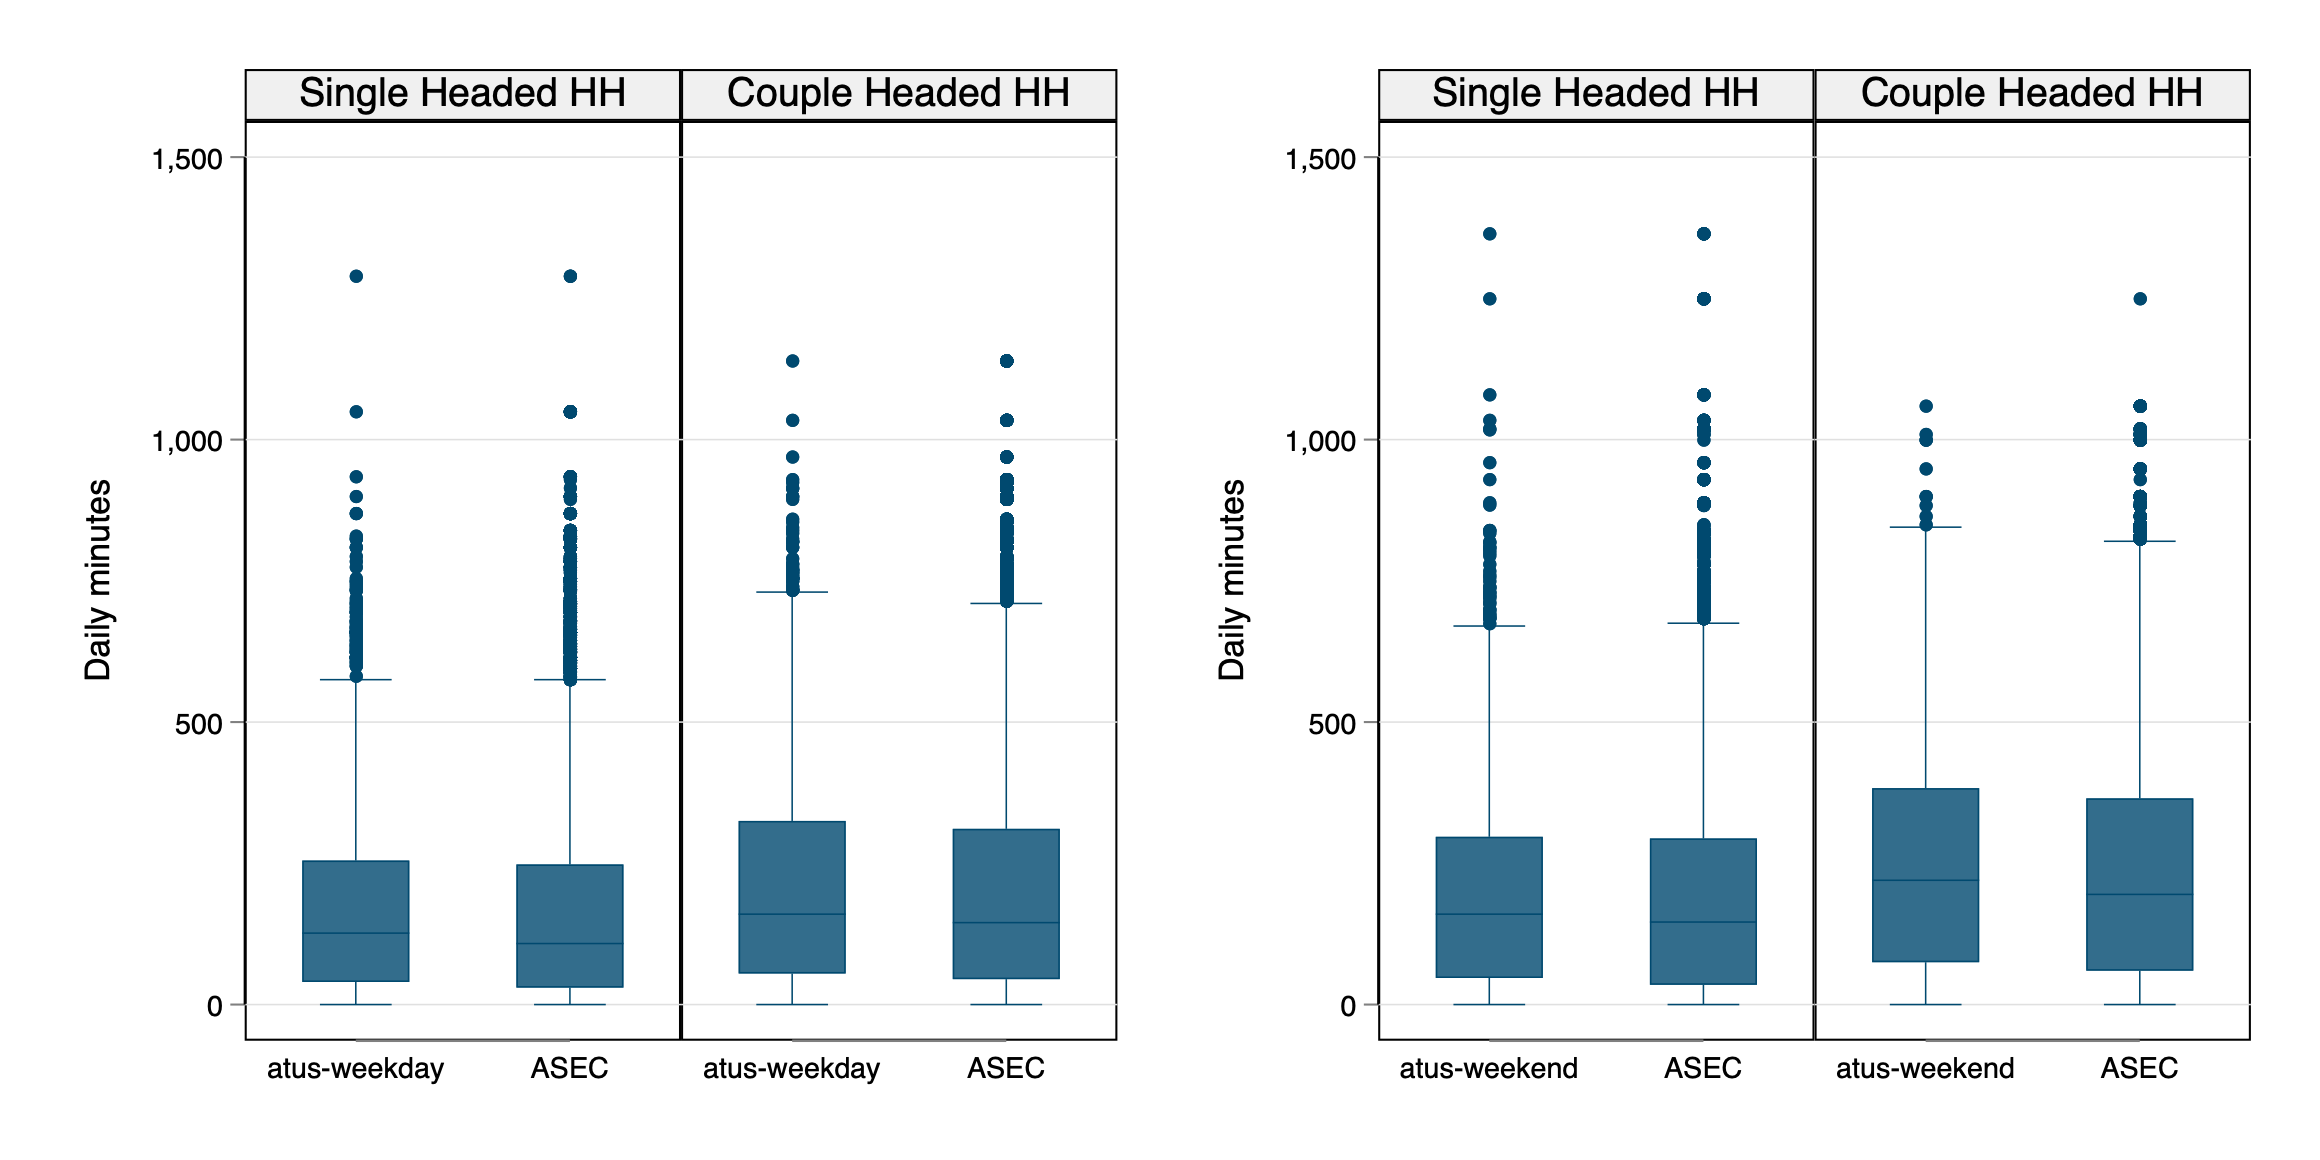 Single Headed HH Couple Headed HH
1,500
1,000
500
0
Daily minutes
atus-weekday ASEC atus-weekday ASEC
Single Headed HH Couple Headed HH
1,500
1,000
500
0
Daily minutes
atus-weekend ASEC atus-weekend ASEC